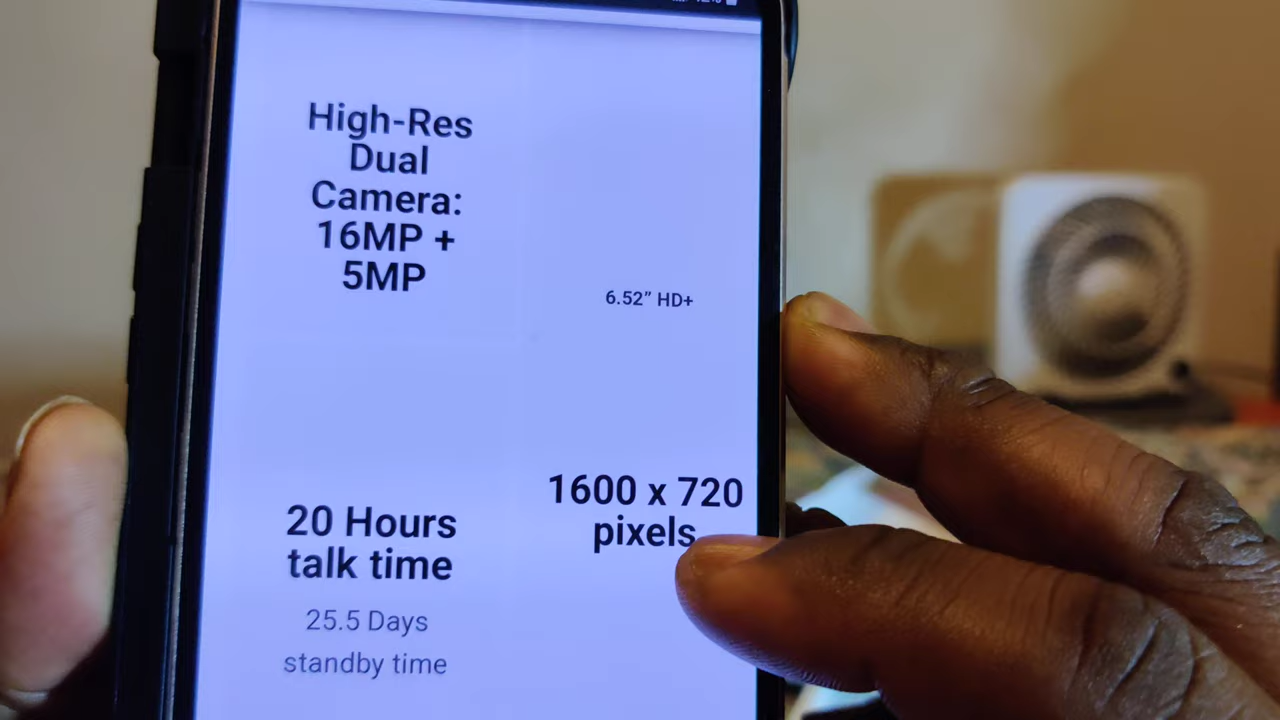 High-Res
Dual
Camera:
16MP +
5MP
6.52” HD+
20 Hours
talk time
25.5 Days
standby time
1600 x 720
pixels